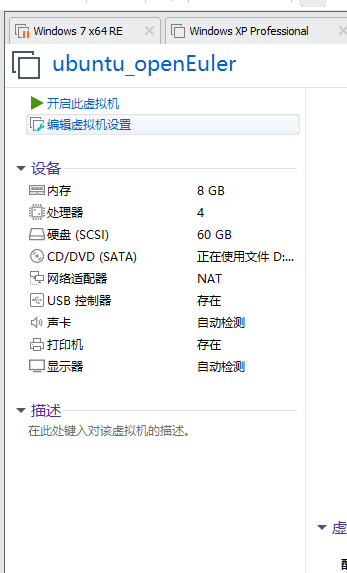 Windows 7 x64 RE
Windows XP Professional
ubuntu_openEuler
开启此虚拟机
编辑虚拟机设置
设备
内存 8 GB
处理器 4
硬盘 (SCSI) 60 GB
CD/DVD (SATA) 正在使用文件 D:...
网络适配器 NAT
USB 控制器 存在
声卡 自动检测
打印机 存在
显示器 自动检测
描述
在此处键入对该虚拟机的描述。
虚